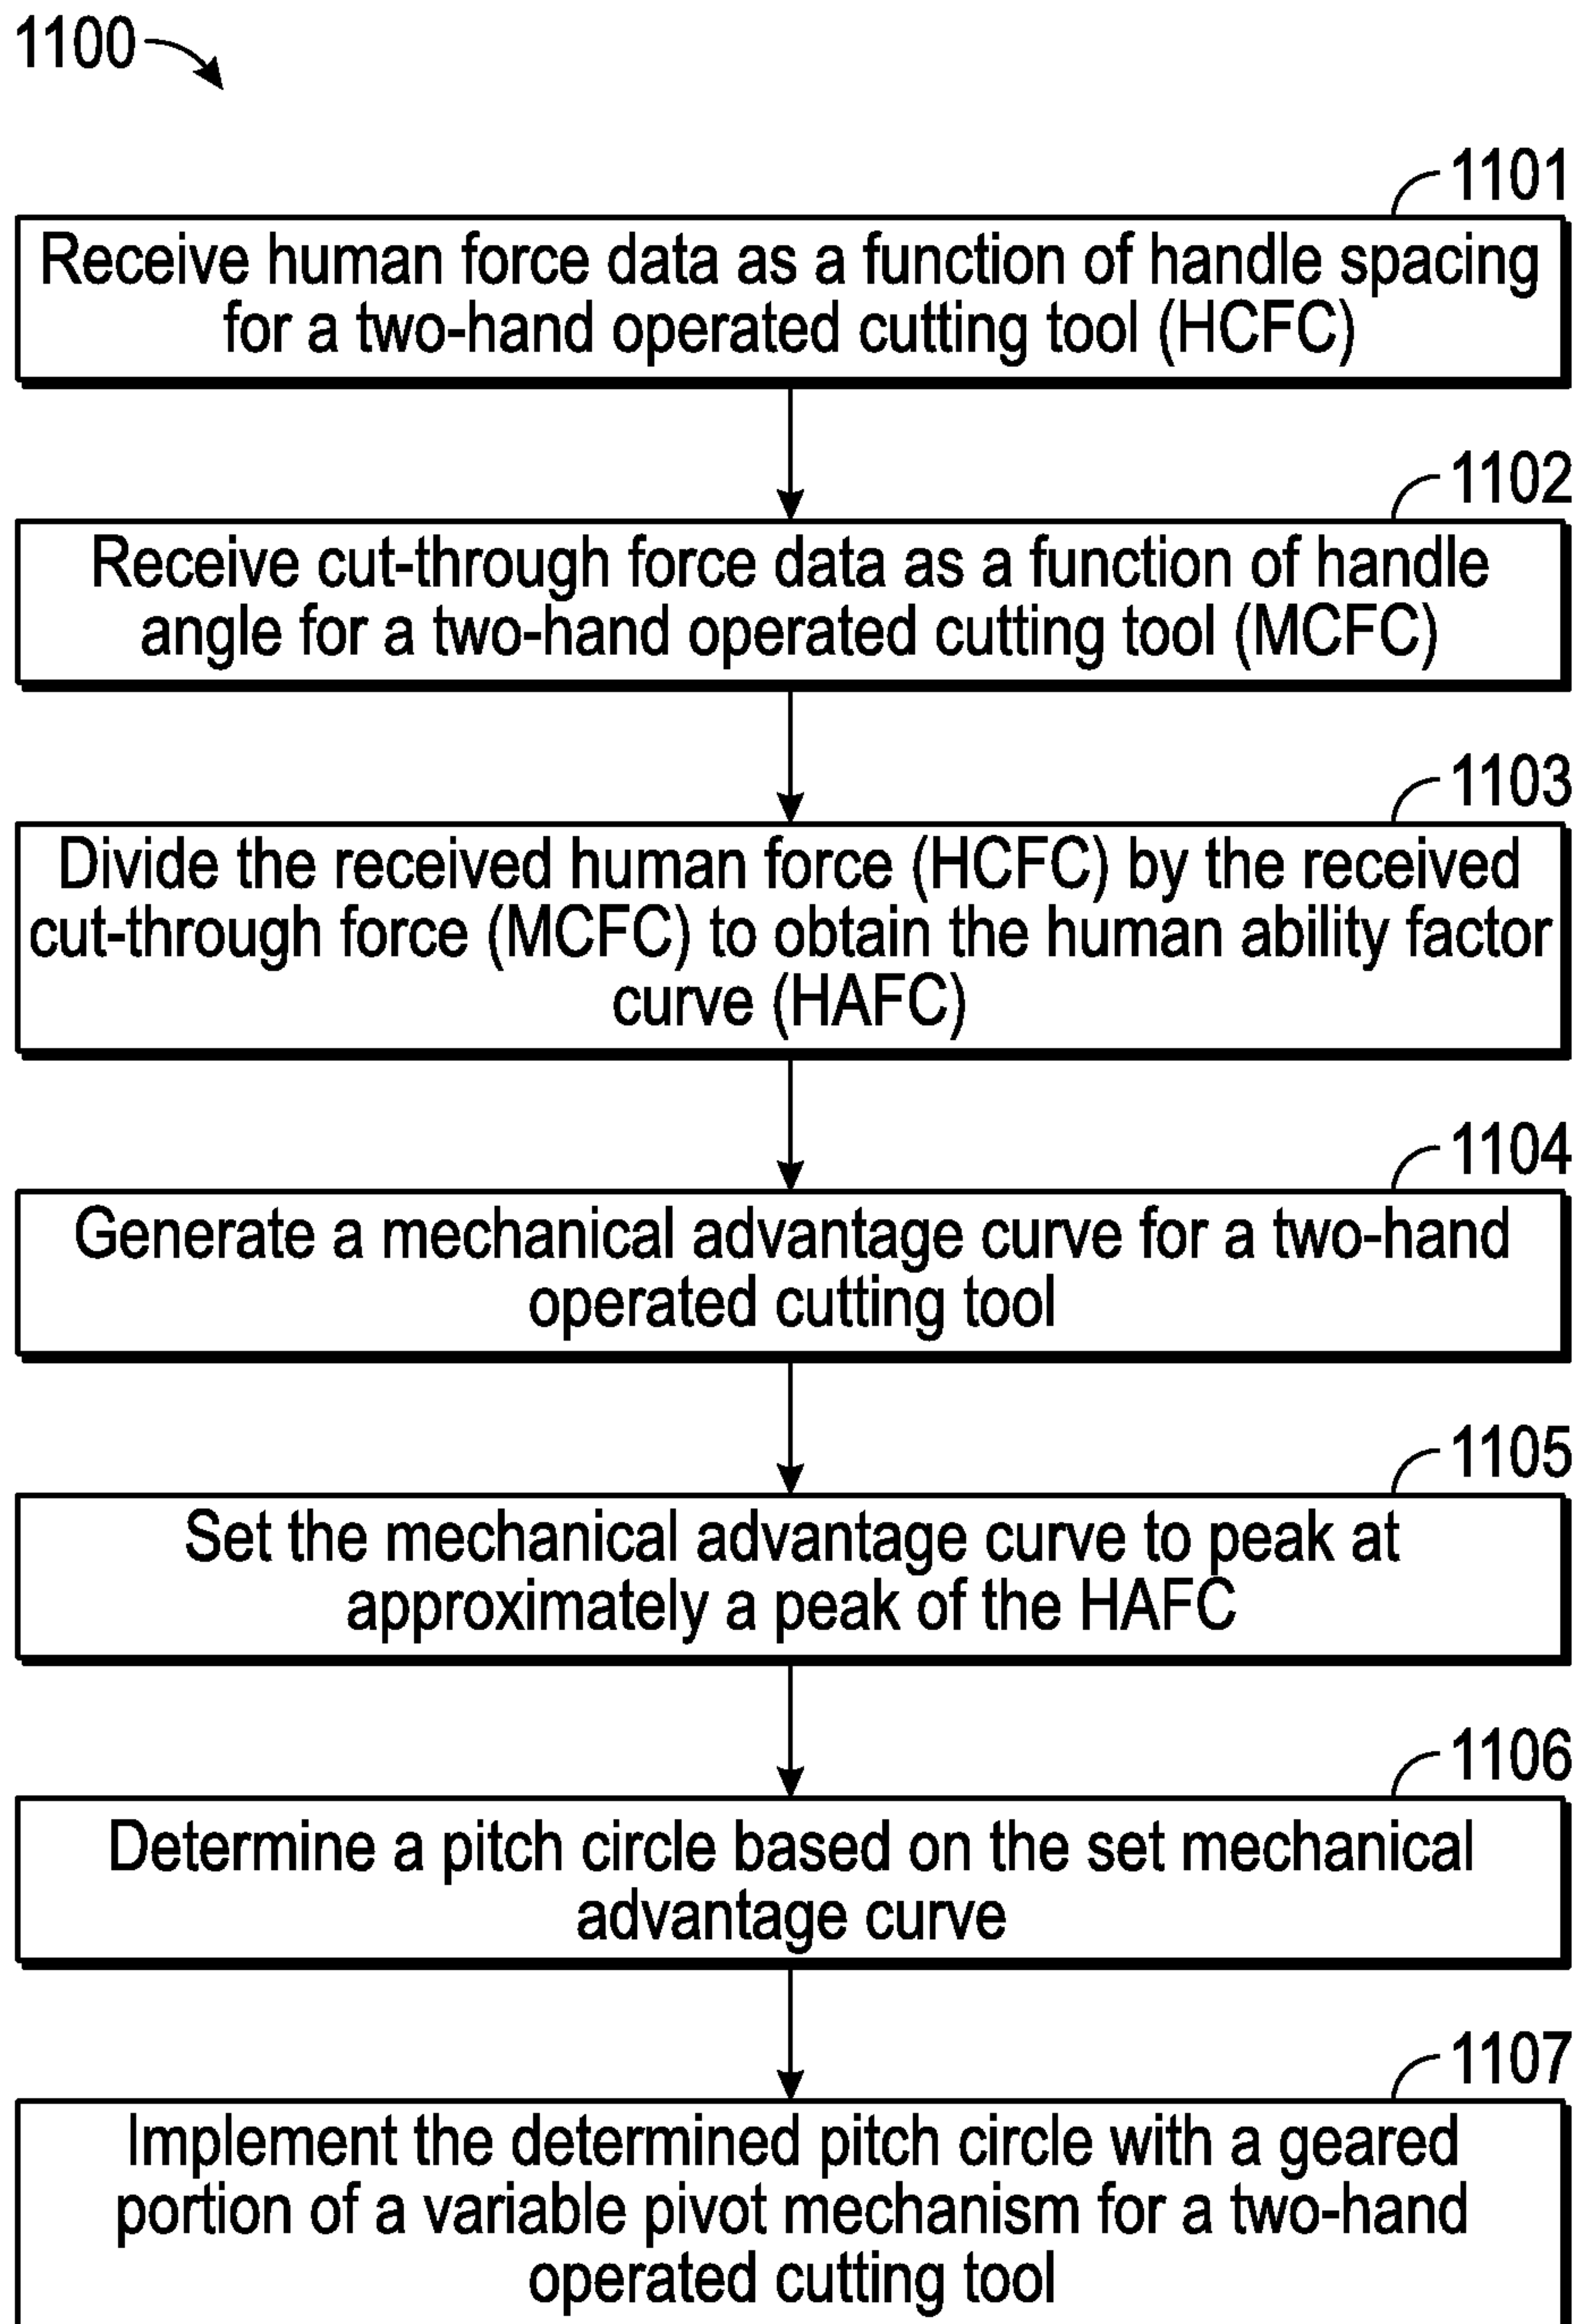 1100
1101
Receive human force data as a function of handle spacing
for a two-hand operated cutting tool (HCFC)
1102
Receive cut-through force data as a function of handle
angle for a two-hand operated cutting tool (MCFC)
1103
Divide the received human force (HCFC) by the received
cut-through force (MCFC) to obtain the human ability factor
curve (HAFC)
1104
Generate a mechanical advantage curve for a two-hand
operated cutting tool
1105
Set the mechanical advantage curve to peak at
approximately a peak of the HAFC
1106
Determine a pitch circle based on the set mechanical
advantage curve
1107
Implement the determined pitch circle with a geared
portion of a variable pivot mechanism for a two-hand
operated cutting tool